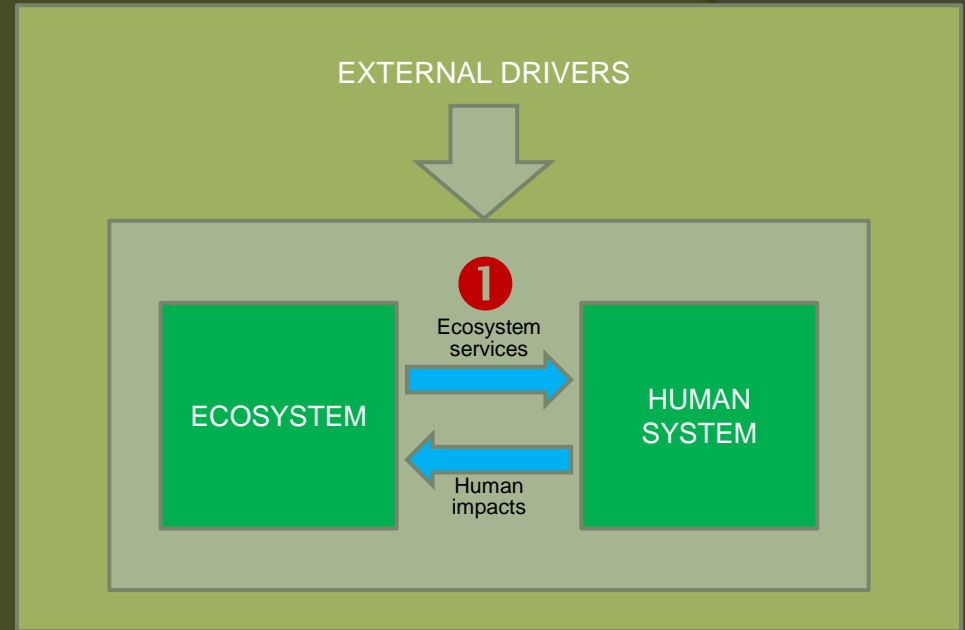 EXTERNAL DRIVERS
1
Ecosystem
services
ECOSYSTEM
HUMAN
SYSTEM
Human
impacts